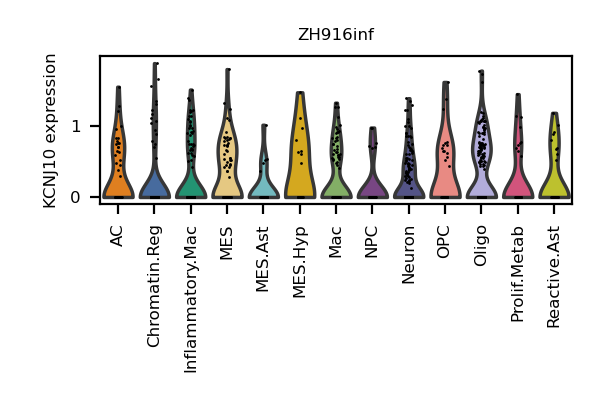 ZH916inf
KCNJ10 expression
1
0
AC
Chromatin.Reg
Inflammatory.Mac
MES
MES.Ast
MES.Hyp
Mac
NPC
Neuron
OPC
Oligo
Prolif.Metab
Reactive.Ast